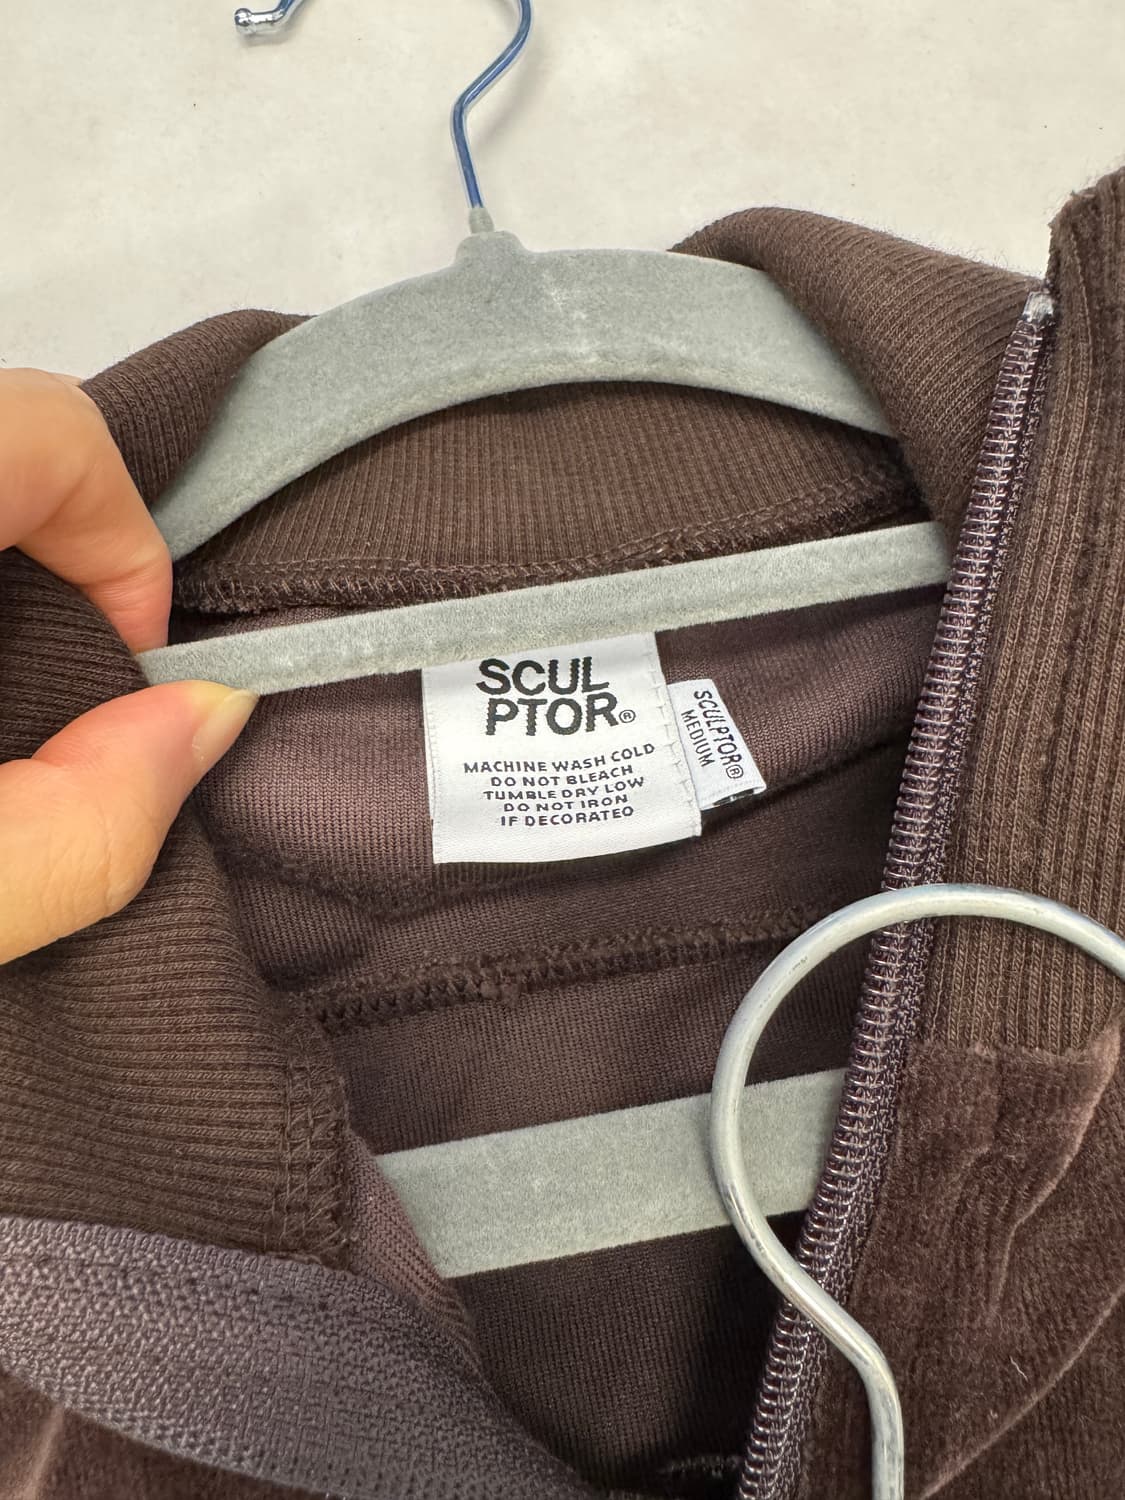 SCUL
PTOR®
MACHINE WASH COLD
DO NOT BLEACH
TUMBLE DRY LOW
DO NOT IRON
IF DECORATED
SCULPTOR®
MEDIUM